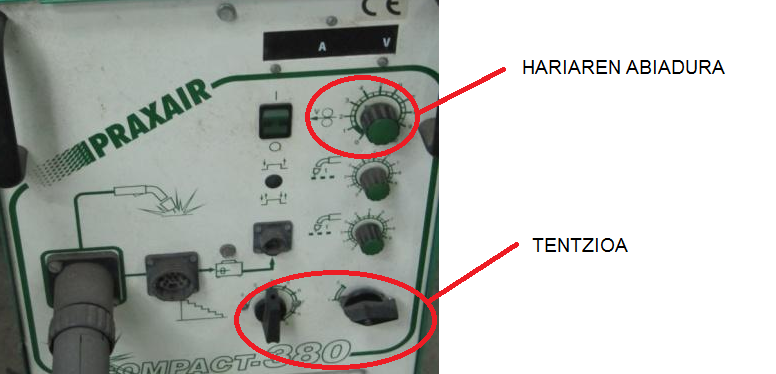 CE
A V
HARIAREN ABIADURA
PRAXAIR
TENTZIOA
COMPACT-380